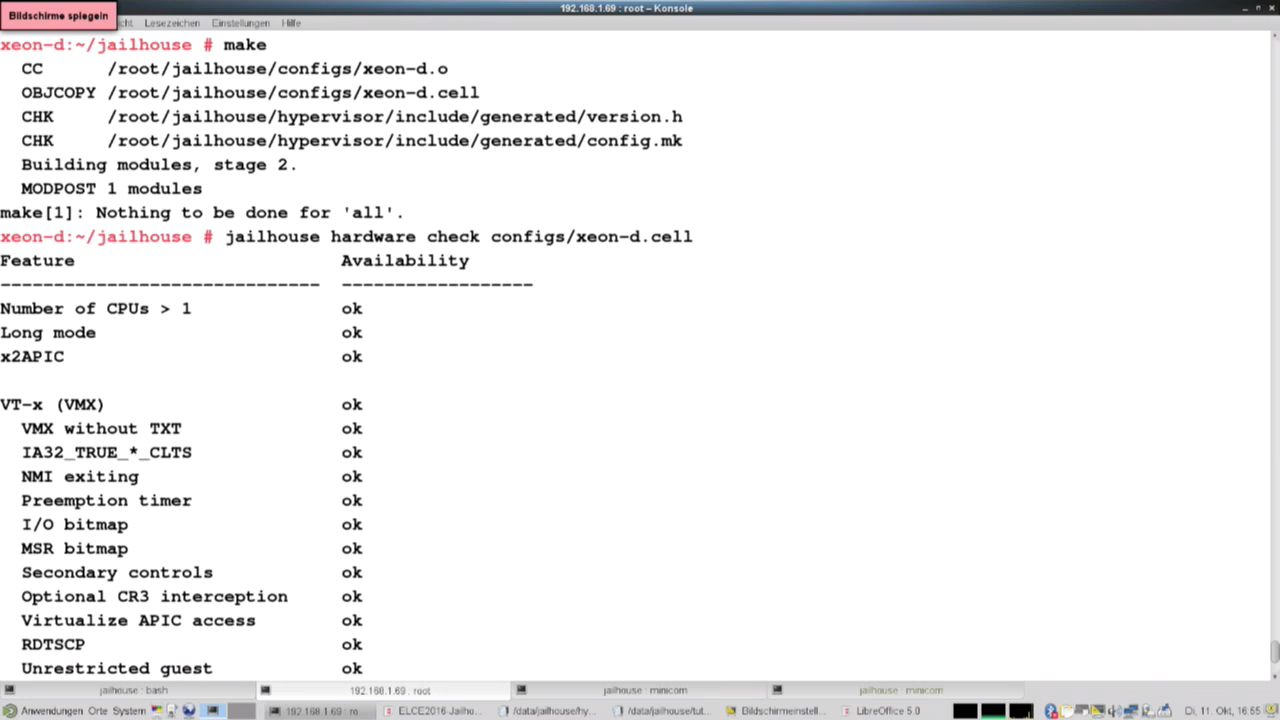 192.168.1.69 : root – Konsole
Bildschirme spiegeln
Lesezeichen Einstellungen Hilfe
xeon-d:~/jailhouse # make
CC /root/jailhouse/configs/xeon-d.o
OBJCOPY /root/jailhouse/configs/xeon-d.cell
CHK /root/jailhouse/hypervisor/include/generated/version.h
CHK /root/jailhouse/hypervisor/include/generated/config.mk
Building modules, stage 2.
MODPOST 1 modules
make[1]: Nothing to be done for 'all'.
xeon-d:~/jailhouse # jailhouse hardware check configs/xeon-d.cell
Feature Availability
------------------------------ ------------------
Number of CPUs > 1 ok
Long mode ok
x2APIC ok
VT-x (VMX) ok
VMX without TXT ok
IA32_TRUE_*_CLTS ok
NMI exiting ok
Preemption timer ok
I/O bitmap ok
MSR bitmap ok
Secondary controls ok
Optional CR3 interception ok
Virtualize APIC access ok
RDTSCP ok
Unrestricted guest ok
jailhouse : bash 192.168.1.69 : root jailhouse : minicom jailhouse : minicom
Anwendungen Orte System 192.168.1.69 : ro... ELCE2016 Jailho... /data/jailhouse/hy... /data/jailhouse/tut... Bildschirmeinstell... LibreOffice 5.0 Di, 11. Okt, 16.55